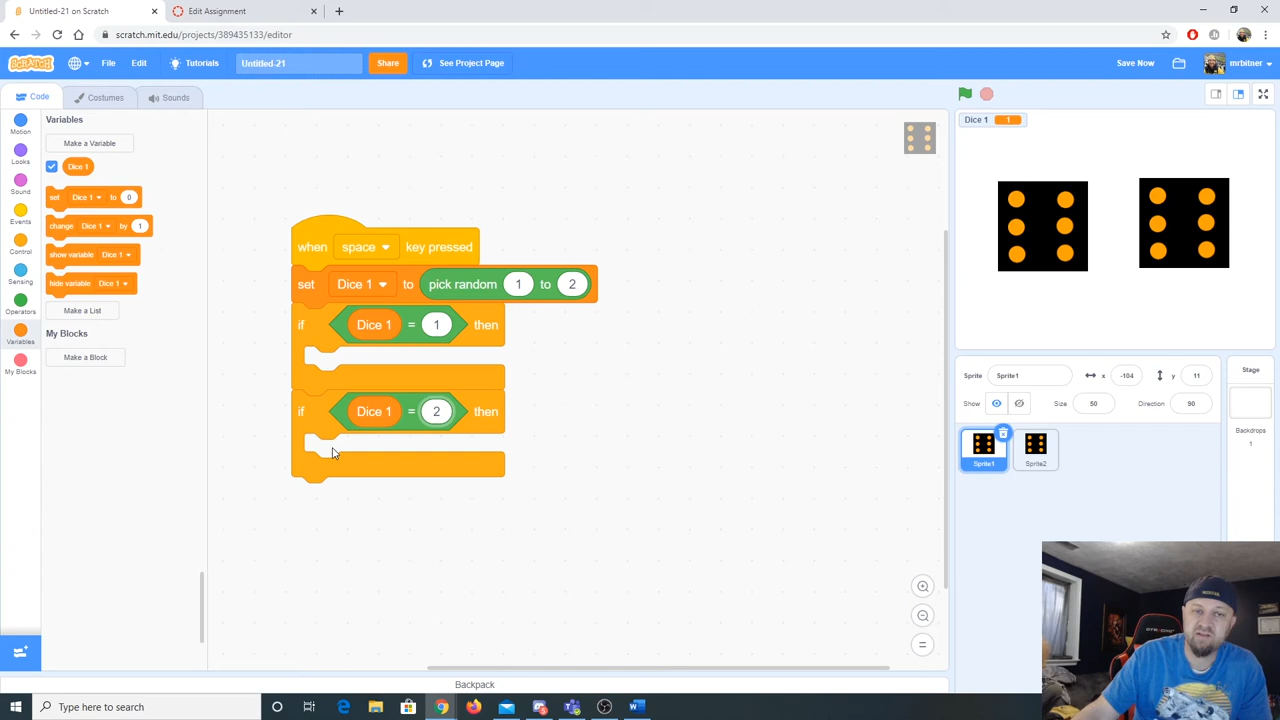 Untitled-21 on Scratch
Edit Assignment
scratch.mit.edu/projects/389435133/editor
SCRATCH
File
Edit
Tutorials
Untitled-21
Share
See Project Page
Save Now
mrbitner
Code
Costumes
Sounds
Motion
Looks
Sound
Events
Control
Sensing
Operators
Variables
My Blocks
Variables
Make a Variable
Dice 1
set Dice 1 to 0
change Dice 1 by 1
show variable Dice 1
hide variable Dice 1
Make a List
My Blocks
Make a Block
when space key pressed
set Dice 1 to pick random 1 to 2
if Dice 1 = 1 then
if Dice 1 = 2 then
Dice 1 1
Sprite Sprite1 x -104 y 11
Show Size 50 Direction 90
Sprite1
Sprite2
Stage
Backdrops
1
Backpack
Type here to search